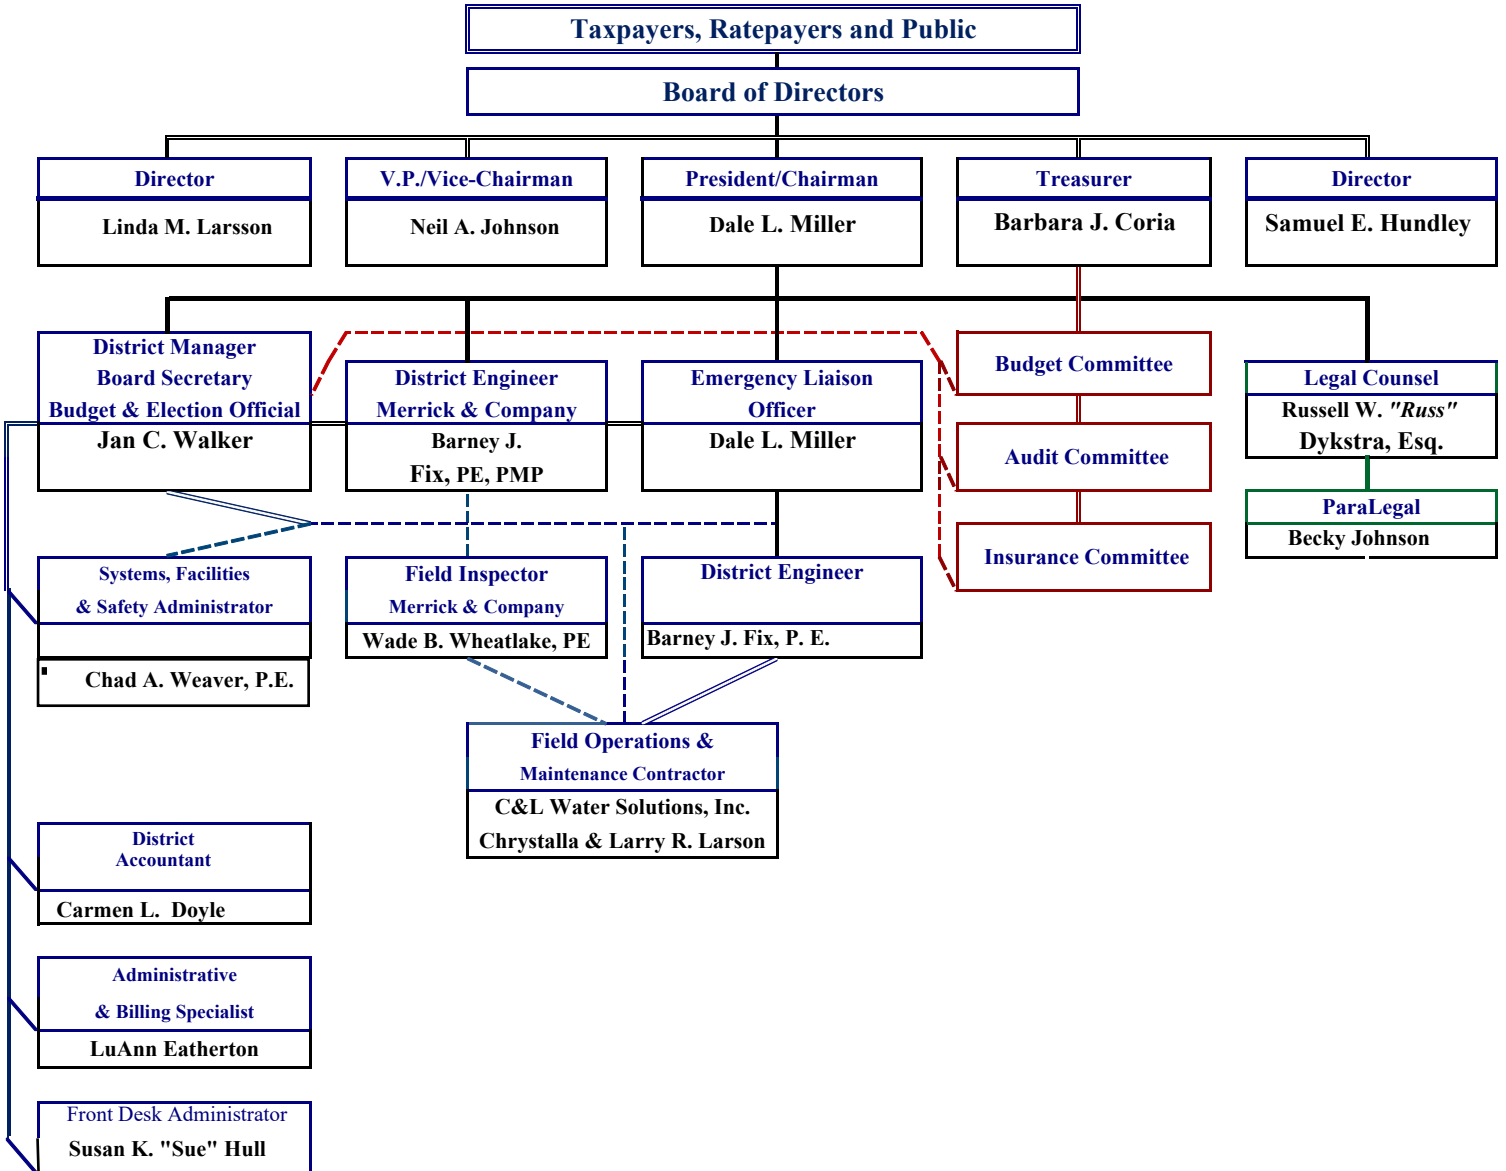 Taxpayers, Ratepayers and Public
Board of Directors
Director
Linda M. Larsson
V.P./Vice-Chairman
Neil A. Johnson
President/Chairman
Dale L. Miller
Treasurer
Barbara J. Coria
Director
Samuel E. Hundley
District Manager
Board Secretary
Budget & Election Official
Jan C. Walker
District Engineer
Merrick & Company
Barney J.
Fix, PE, PMP
Emergency Liaison
Officer
Dale L. Miller
Budget Committee
Audit Committee
Insurance Committee
Legal Counsel
Russell W. "Russ"
Dykstra, Esq.
ParaLegal
Becky Johnson
Systems, Facilities
& Safety Administrator
Chad A. Weaver, P.E.
Field Inspector
Merrick & Company
Wade B. Wheatlake, PE
District Engineer
Barney J. Fix, P. E.
Field Operations &
Maintenance Contractor
C&L Water Solutions, Inc.
Chrystalla & Larry R. Larson
District
Accountant
Carmen L. Doyle
Administrative
& Billing Specialist
LuAnn Eatherton
Front Desk Administrator
Susan K. "Sue" Hull